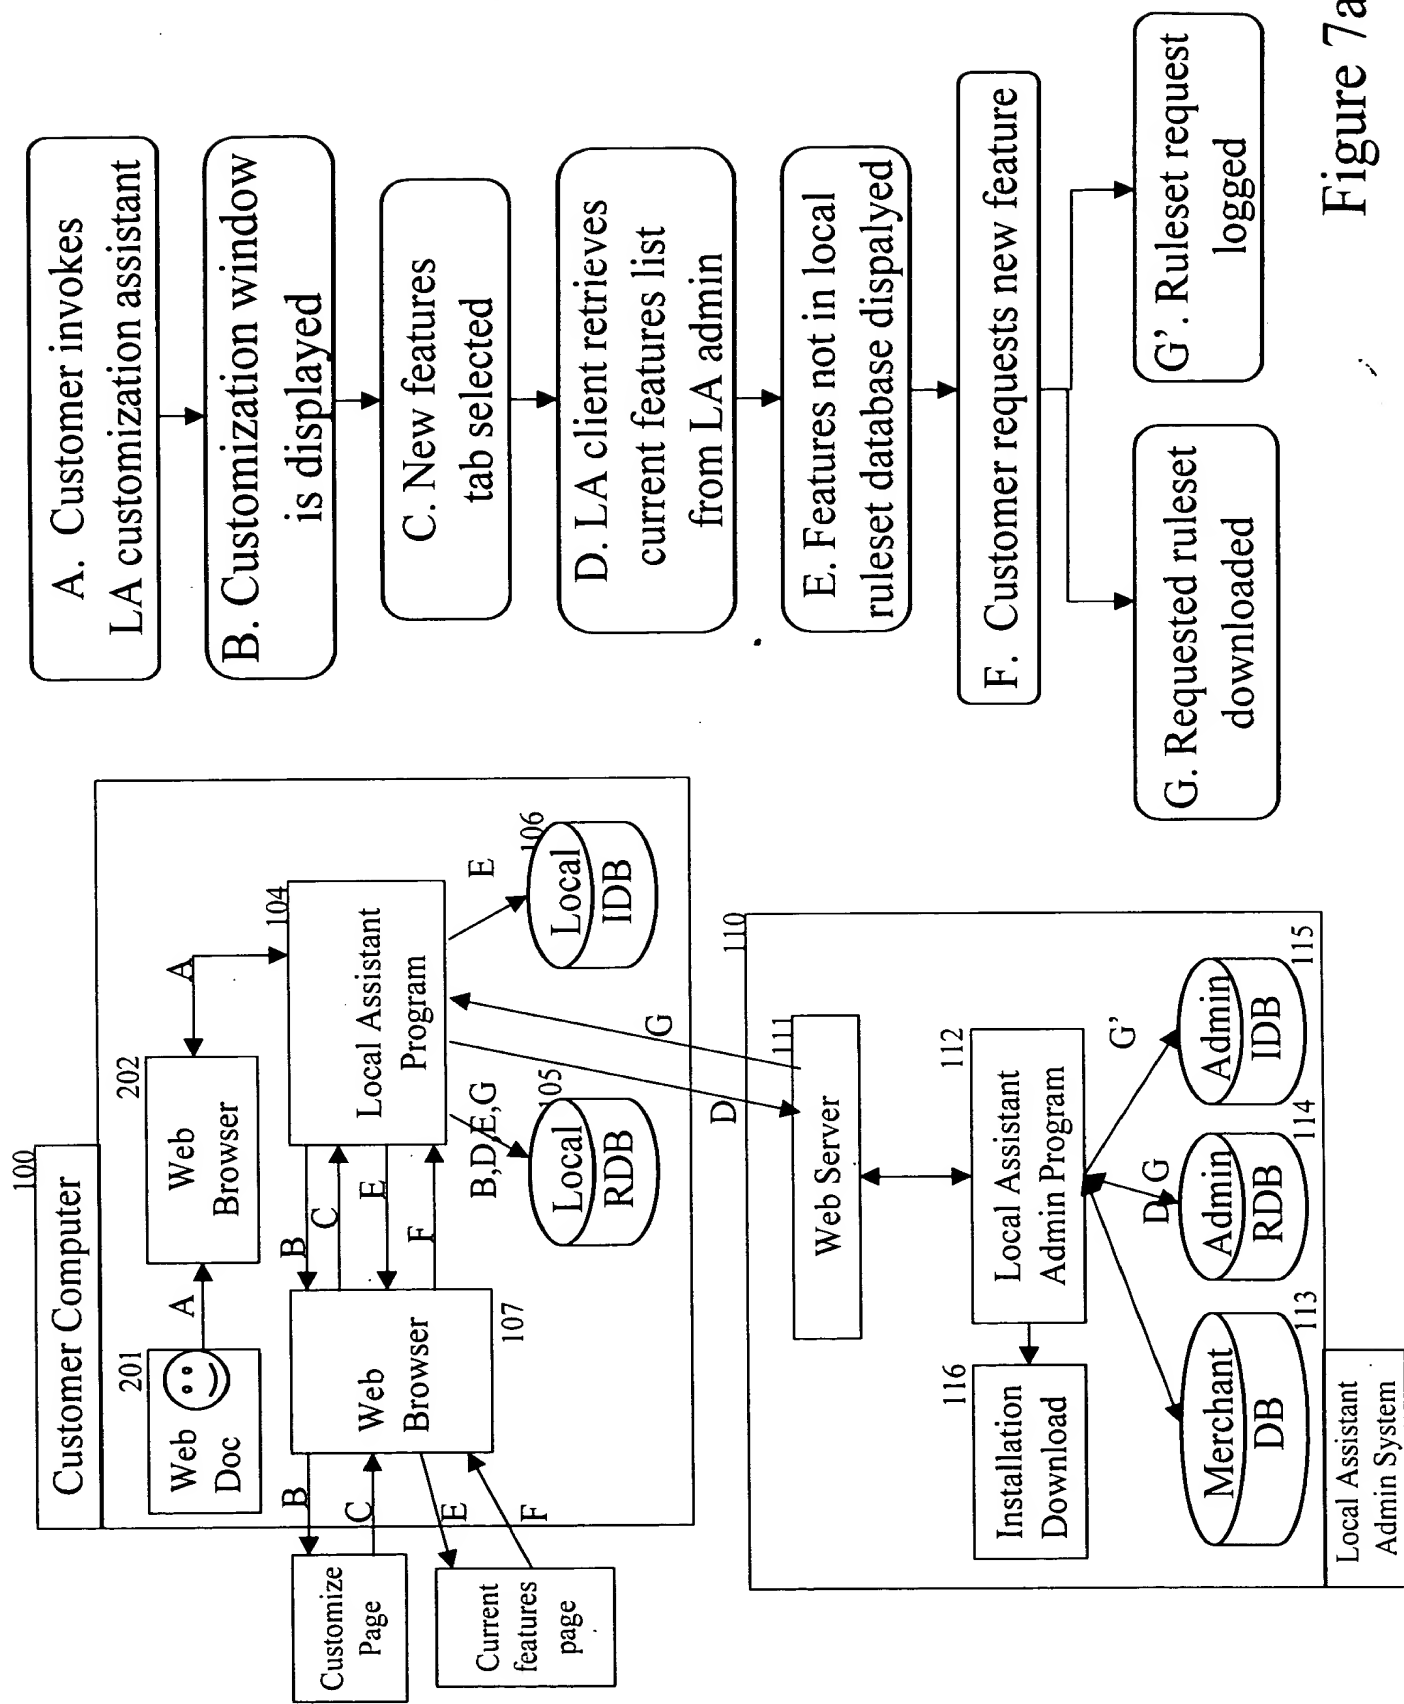 100
Customer Computer
201
Web
Doc
A
202
Web
Browser
A
104
Local Assistant
Program
B
C
E
F
Web
Browser
107
B
C
E
F
Customize
Page
Current
features
page
B,D,E,G
105
Local
RDB
E
106
Local
IDB
D
G
110
111
Web Server
112
Local Assistant
Admin Program
116
Installation
Download
G'
D
G
Merchant
DB
113
Admin
RDB
114
Admin
IDB
115
Local Assistant
Admin System
A. Customer invokes
LA customization assistant
B. Customization window
is displayed
C. New features
tab selected
D. LA client retrieves
current features list
from LA admin
E. Features not in local
ruleset database dispalyed
F. Customer requests new feature
G. Requested ruleset
downloaded
G'. Ruleset request
logged
Figure 7a